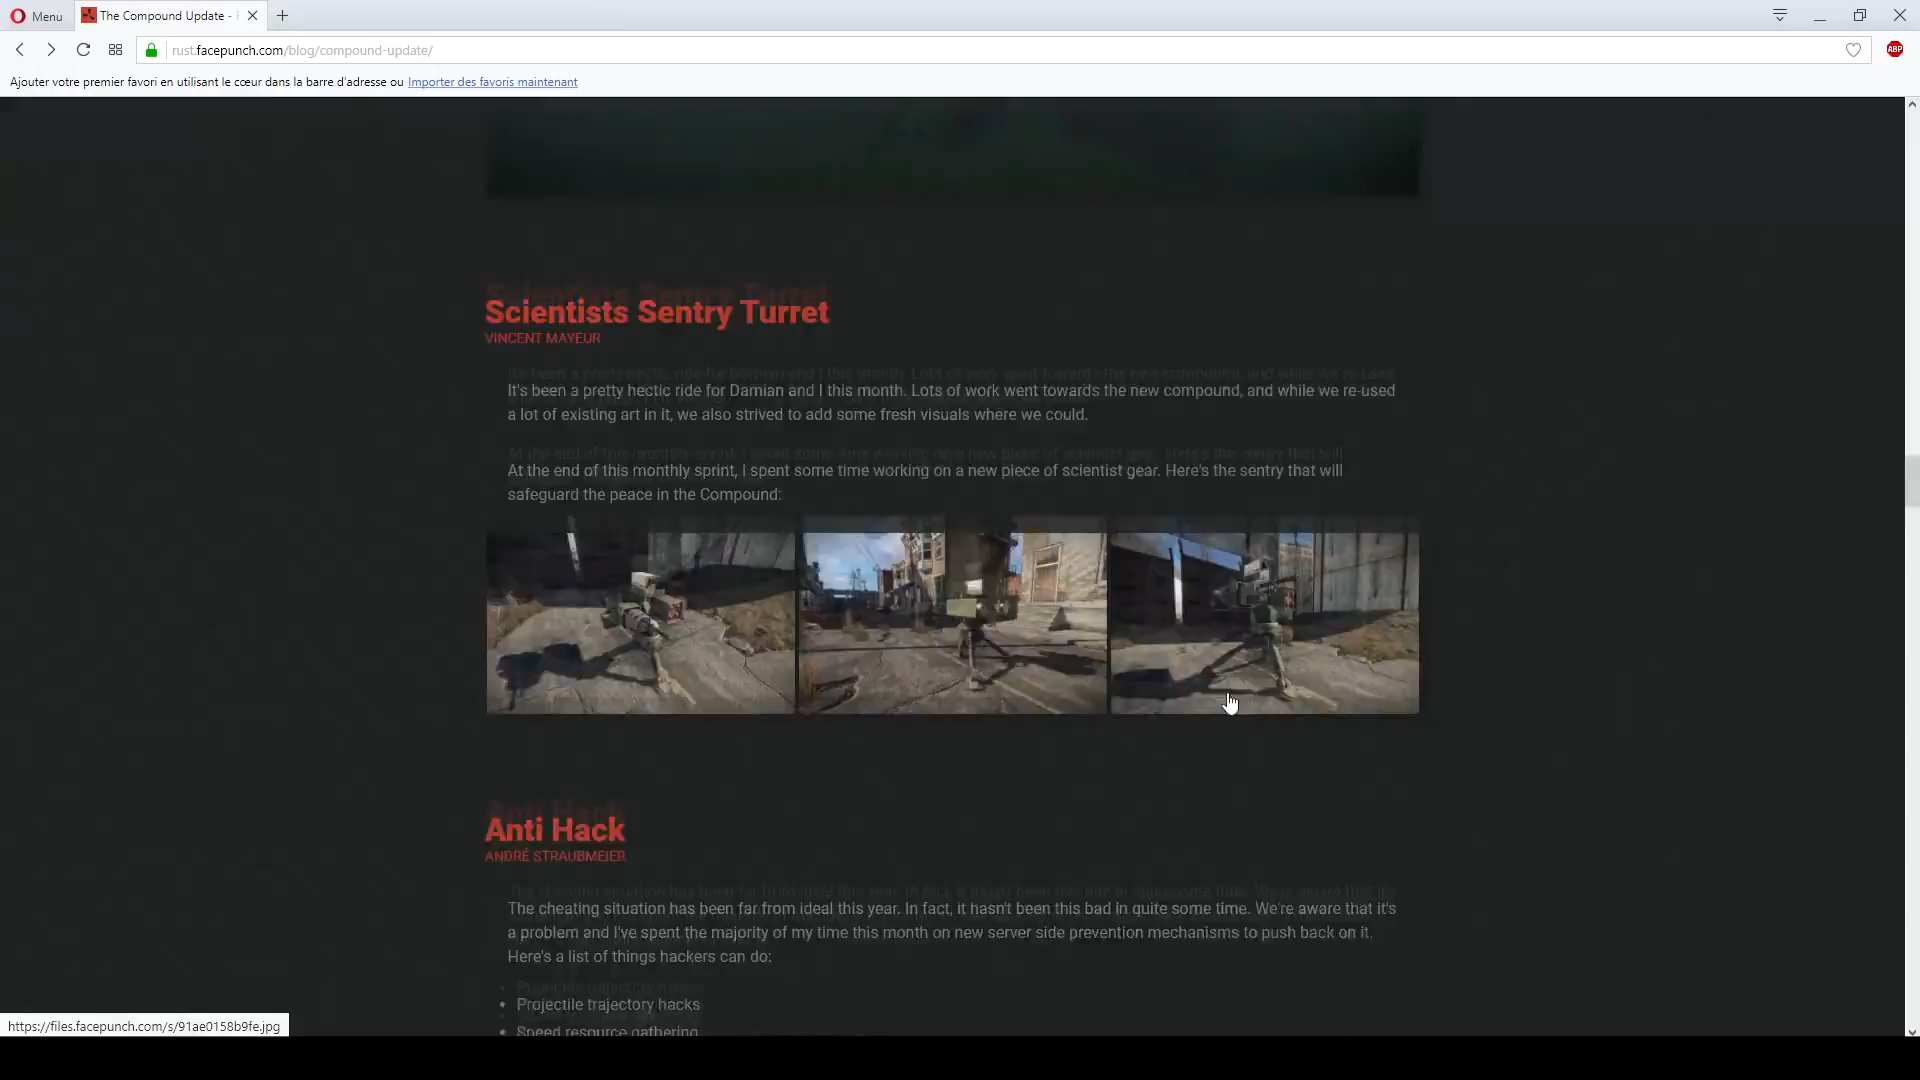 Menu
The Compound Update -
rust.facepunch.com/blog/compound-update/
ABP
Ajouter votre premier favori en utilisant le cœur dans la barre d'adresse ou Importer des favoris maintenant
Scientists Sentry Turret
VINCENT MAYEUR
It's been a pretty hectic ride for Damian and I this month. Lots of work went towards the new compound, and while we re-used
a lot of existing art in it, we also strived to add some fresh visuals where we could.
At the end of this monthly sprint, I spent some time working on a new piece of scientist gear. Here's the sentry that will
safeguard the peace in the Compound:
Anti Hack
ANDRÉ STRAUBMEIER
The cheating situation has been far from ideal this year. In fact, it hasn't been this bad in quite some time. We're aware that it's
a problem and I've spent the majority of my time this month on new server side prevention mechanisms to push back on it.
Here's a list of things hackers can do:
• Projectile trajectory hacks
• Speed resource gathering
https://files.facepunch.com/s/91ae0158b9fe.jpg